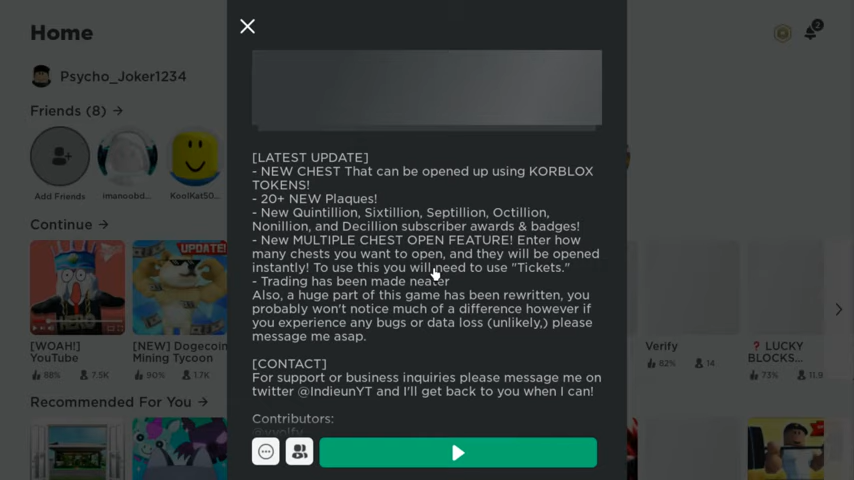 Home
2
Psycho_Joker1234
Friends (8) →
Add Friends
imanoobd...
KoolKat50...
Continue →
UPDATE!
HERO
[WOAH!]
YouTube
88% 7.5K
[NEW] Dogecoin
Mining Tycoon
90% 1.7K
Recommended For You →
[LATEST UPDATE]
- NEW CHEST That can be opened up using KORBLOX
TOKENS!
- 20+ NEW Plaques!
- New Quintillion, Sixtillion, Septillion, Octillion,
Nonillion, and Decillion subscriber awards & badges!
- New MULTIPLE CHEST OPEN FEATURE! Enter how
many chests you want to open, and they will be opened
instantly! To use this you will need to use "Tickets."
- Trading has been made neater
Also, a huge part of this game has been rewritten, you
probably won't notice much of a difference however if
you experience any bugs or data loss (unlikely,) please
message me asap.
[CONTACT]
For support or business inquiries please message me on
twitter @IndieunYT and I'll get back to you when I can!
Contributors:
Verify
82% 14
❓ LUCKY
BLOCKS...
73% 11.9